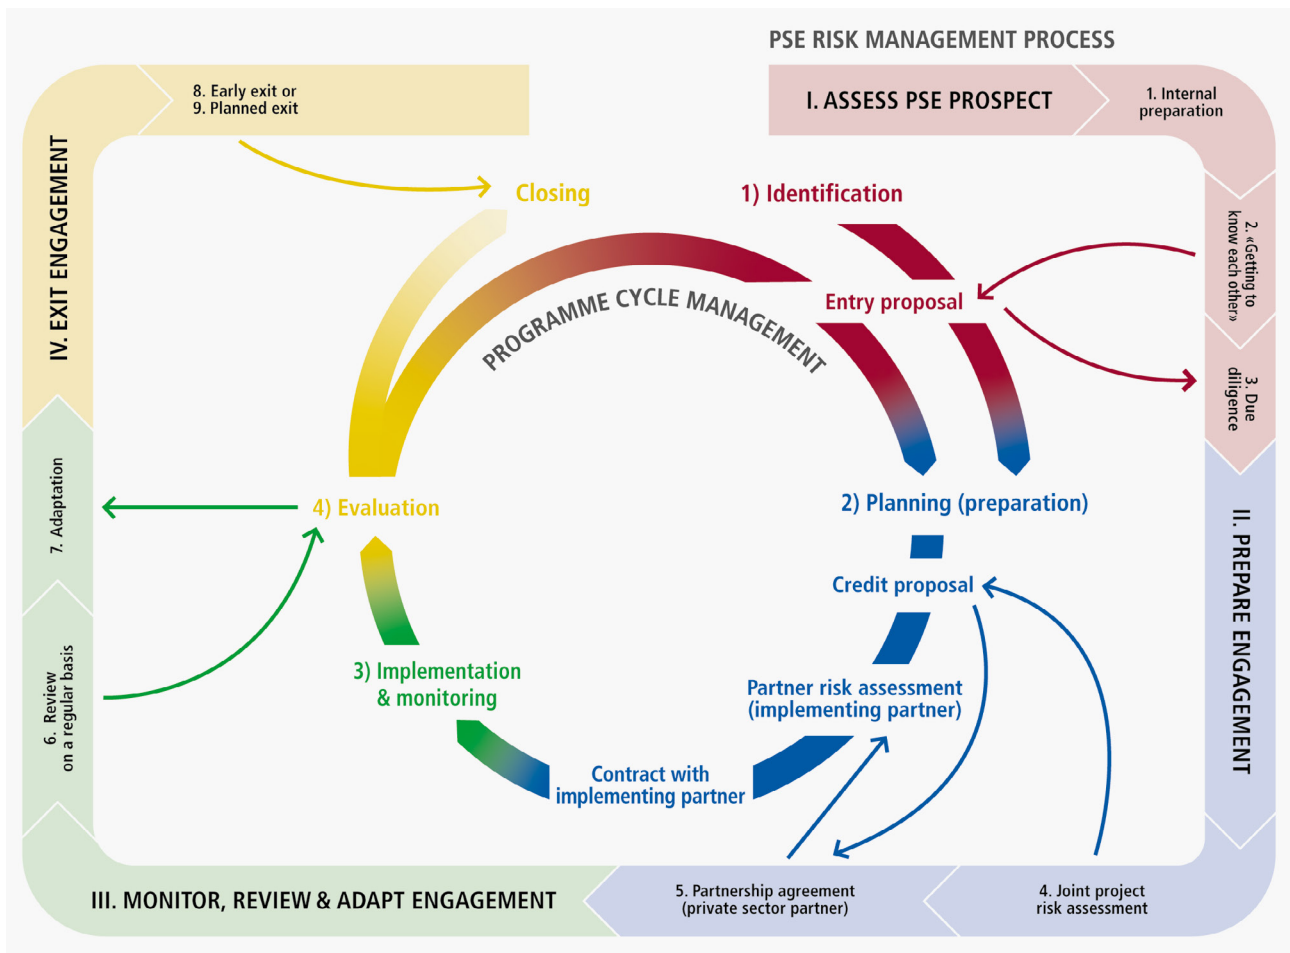 PSE RISK MANAGEMENT PROCESS
I. ASSESS PSE PROSPECT
1. Internal
preparation
2. «Getting to
know each other»
3. Due
diligence
II. PREPARE ENGAGEMENT
4. Joint project
risk assessment
5. Partnership agreement
(private sector partner)
III. MONITOR, REVIEW & ADAPT ENGAGEMENT
6. Review
on a regular basis
7. Adaptation
IV. EXIT ENGAGEMENT
8. Early exit or
9. Planned exit
PROGRAMME CYCLE MANAGEMENT
1) Identification
Entry proposal
2) Planning (preparation)
Credit proposal
Partner risk assessment
(implementing partner)
Contract with
implementing partner
3) Implementation
& monitoring
4) Evaluation
Closing